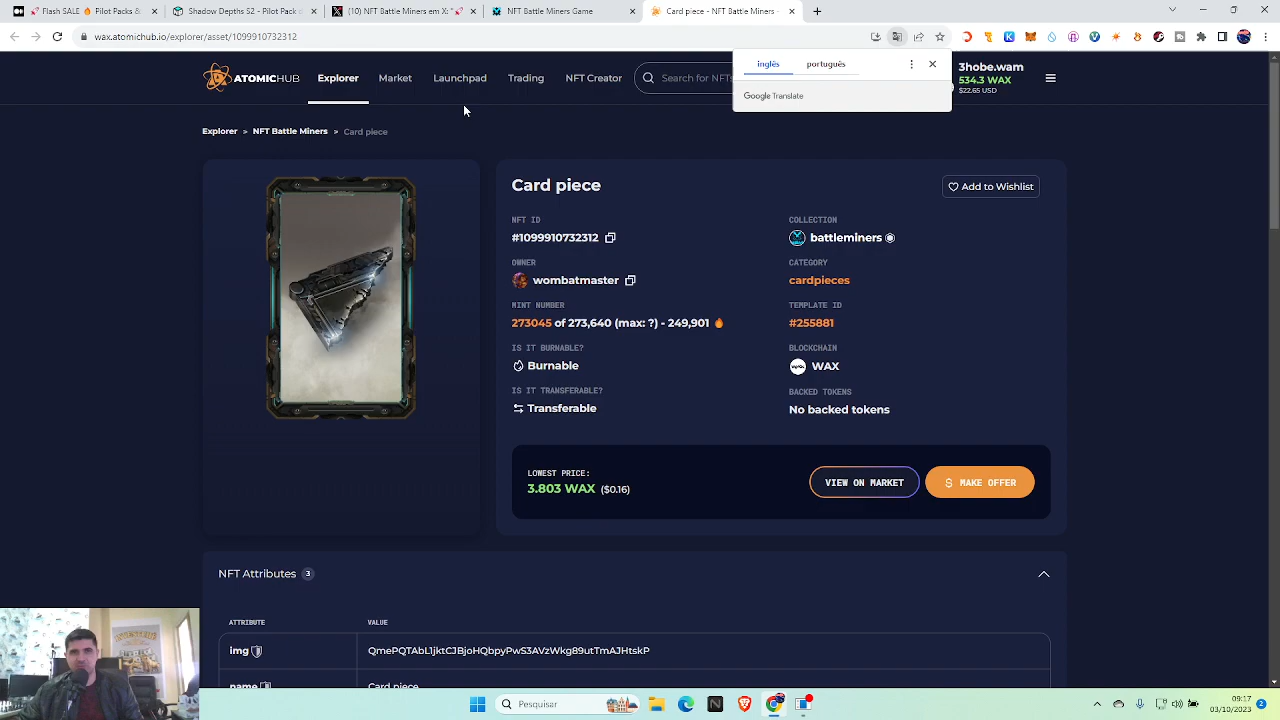 Flash SALE 🔥 Pilot Packs &
Shadow Depths S2 - Pilot Pack d
(10) NFT Battle Miners em X: 🚀
NFT Battle Miners Game
Card piece - NFT Battle Miners -
wax.atomichub.io/explorer/asset/1099910732312
inglês
português
Google Translate
ATOMICHUB
Explorer
Market
Launchpad
Trading
NFT Creator
Search for NFTs
3hobe.wam
534.3 WAX
$22.65 USD
Explorer > NFT Battle Miners > Card piece
Card piece
Add to Wishlist
NFT ID
#1099910732312
COLLECTION
battleminers
OWNER
wombatmaster
CATEGORY
cardpieces
MINT NUMBER
273045 of 273,640 (max: ?) - 249,901 🔥
TEMPLATE ID
#255881
IS IT BURNABLE?
Burnable
BLOCKCHAIN
WAX
IS IT TRANSFERABLE?
Transferable
BACKED TOKENS
No backed tokens
LOWEST PRICE:
3.803 WAX ($0.16)
VIEW ON MARKET
MAKE OFFER
NFT Attributes 3
ATTRIBUTE VALUE
img QmePQTAbL1jktCJBjoHQbpyPwS3AVzWkg89utTmAJHtskP
name Card piece
Pesquisar
09:17
03/10/2023
2